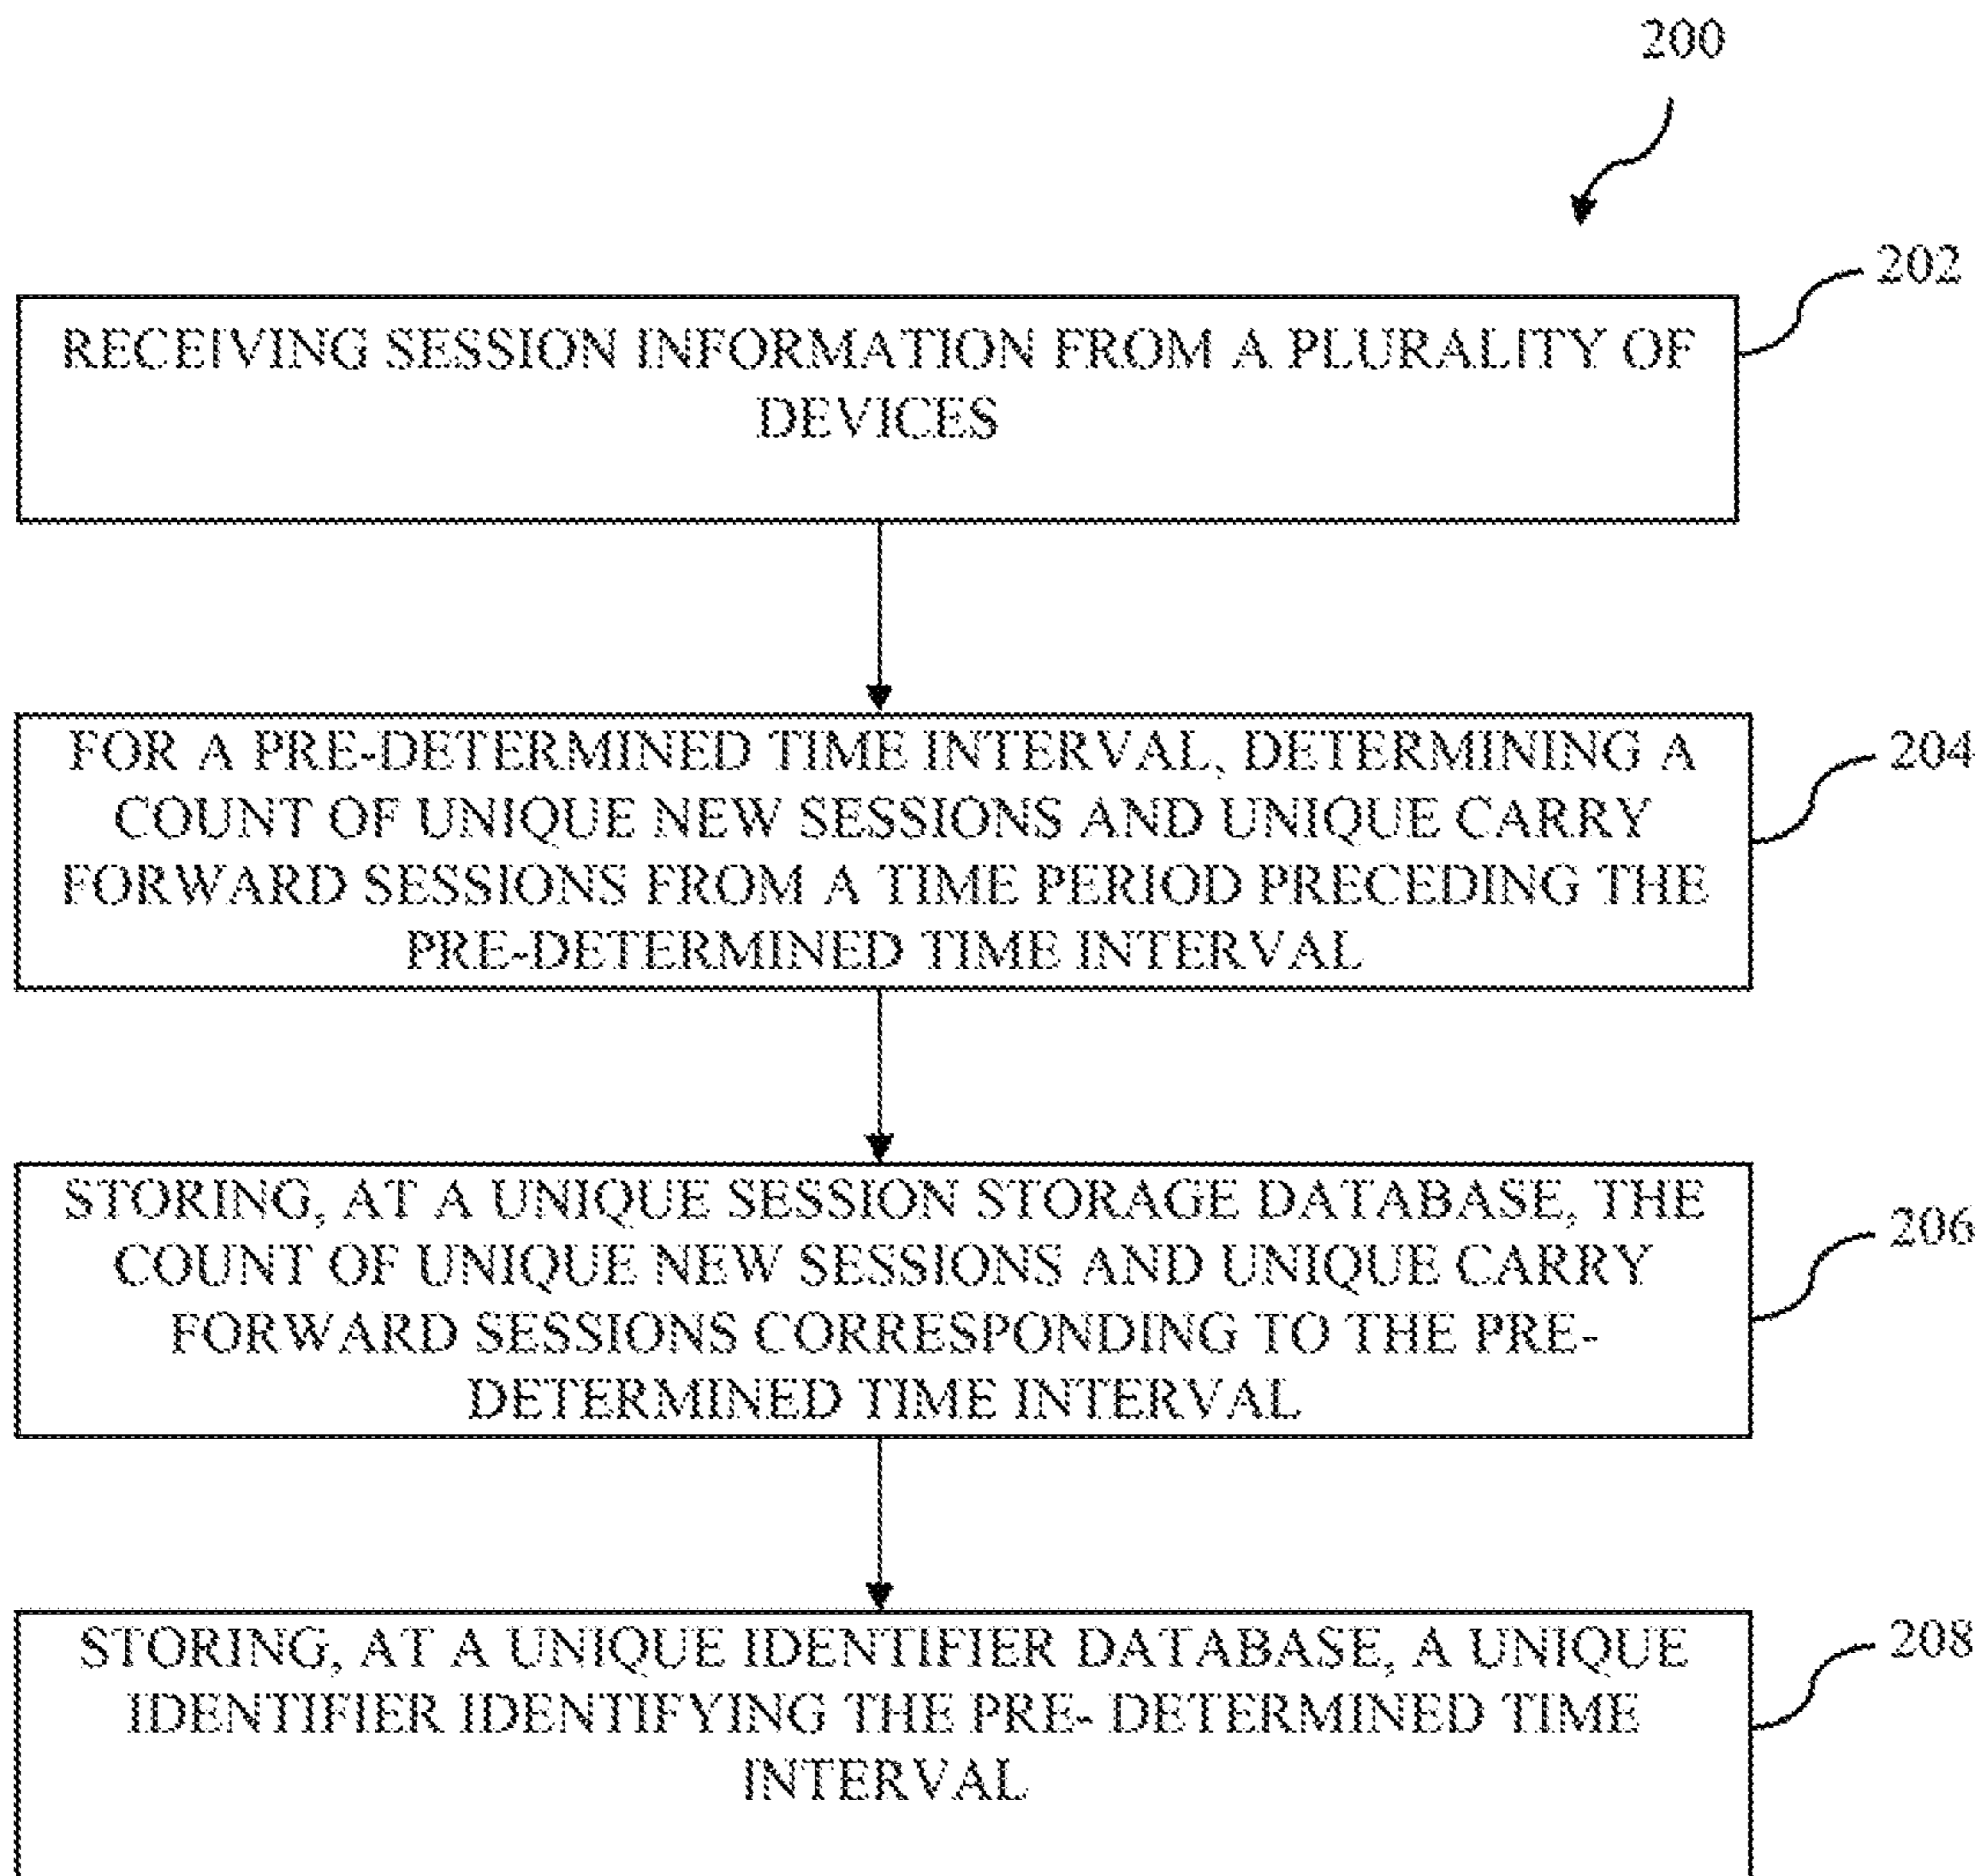 200
202
RECEIVING SESSION INFORMATION FROM A PLURALITY OF
DEVICES
204
FOR A PRE-DETERMINED TIME INTERVAL, DETERMINING A
COUNT OF UNIQUE NEW SESSIONS AND UNIQUE CARRY
FORWARD SESSIONS FROM A TIME PERIOD PRECEDING THE
PRE-DETERMINED TIME INTERVAL
206
STORING, AT A UNIQUE SESSION STORAGE DATABASE, THE
COUNT OF UNIQUE NEW SESSIONS AND UNIQUE CARRY
FORWARD SESSIONS CORRESPONDING TO THE PRE-
DETERMINED TIME INTERVAL
208
STORING, AT A UNIQUE IDENTIFIER DATABASE, A UNIQUE
IDENTIFIER IDENTIFYING THE PRE- DETERMINED TIME
INTERVAL